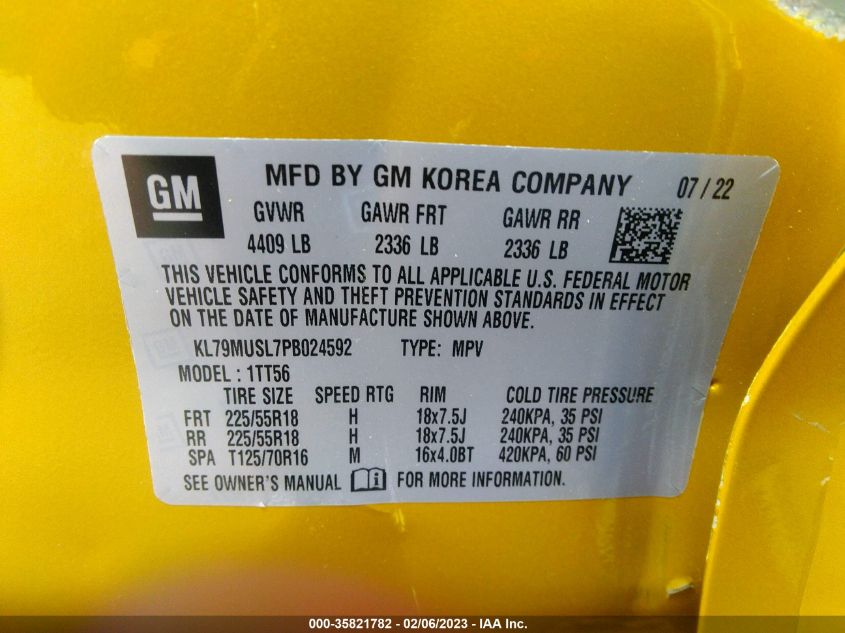 GM
MFD BY GM KOREA COMPANY 07/22
GVWR GAWR FRT GAWR RR
4409 LB 2336 LB 2336 LB
THIS VEHICLE CONFORMS TO ALL APPLICABLE U.S. FEDERAL MOTOR
VEHICLE SAFETY AND THEFT PREVENTION STANDARDS IN EFFECT
ON THE DATE OF MANUFACTURE SHOWN ABOVE.
KL79MUSL7PB024592 TYPE: MPV
MODEL : 1TT56
TIRE SIZE SPEED RTG RIM COLD TIRE PRESSURE
FRT 225/55R18 H 18x7.5J 240KPA, 35 PSI
RR 225/55R18 H 18x7.5J 240KPA, 35 PSI
SPA T125/70R16 M 16x4.0BT 420KPA, 60 PSI
SEE OWNER'S MANUAL i FOR MORE INFORMATION.
000-35821782 - 02/06/2023 - IAA Inc.